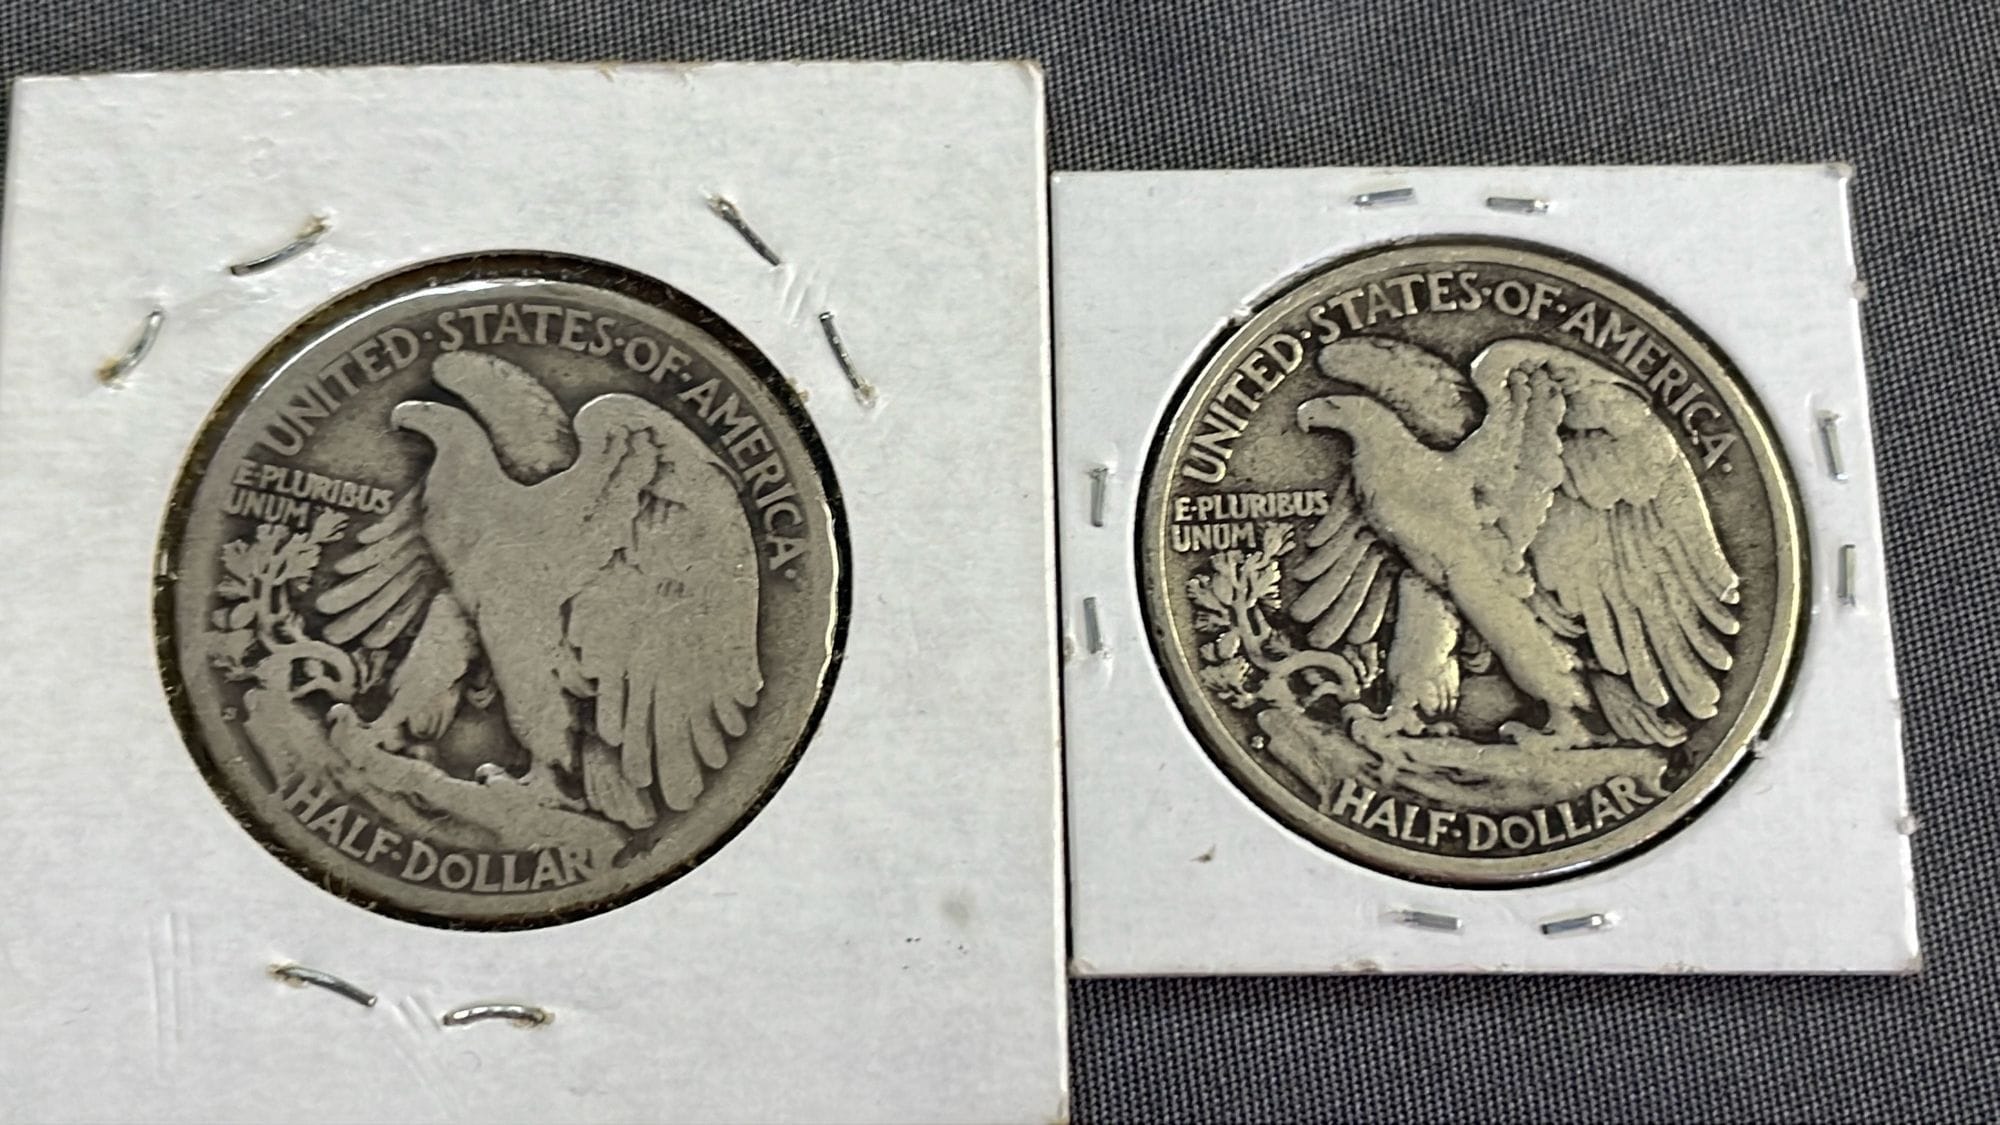 UNITED·STATES·OF·AMERICA·
E·PLURIBUS
UNUM
S
HALF·DOLLAR
UNITED·STATES·OF·AMERICA·
E·PLURIBUS
UNUM
S
HALF·DOLLAR